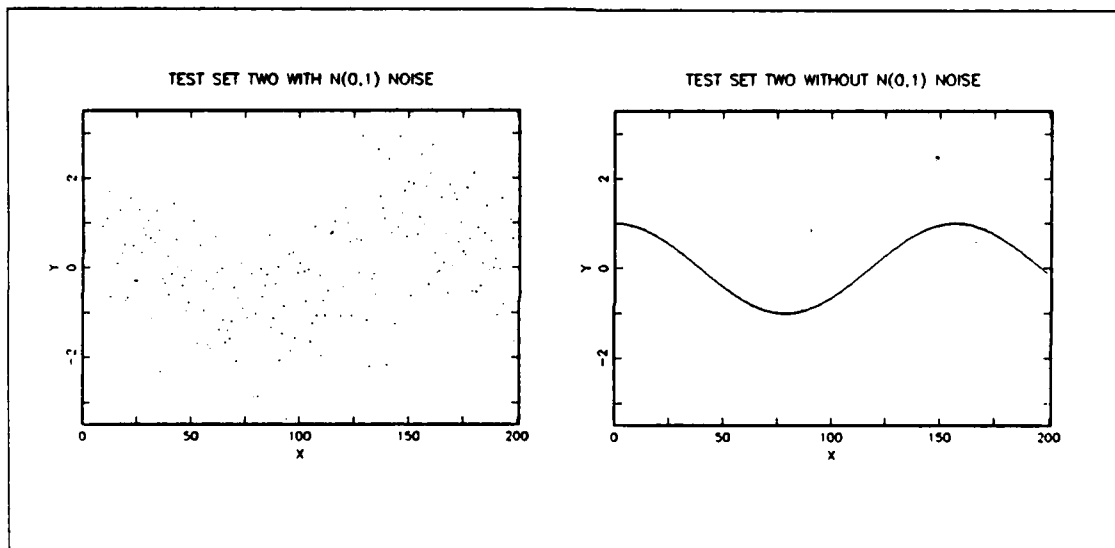 TEST SET TWO WITH N(0,1) NOISE
2
0
-2
Y
0 50 100 150 200
X
TEST SET TWO WITHOUT N(0,1) NOISE
2
0
-2
Y
0 50 100 150 200
X